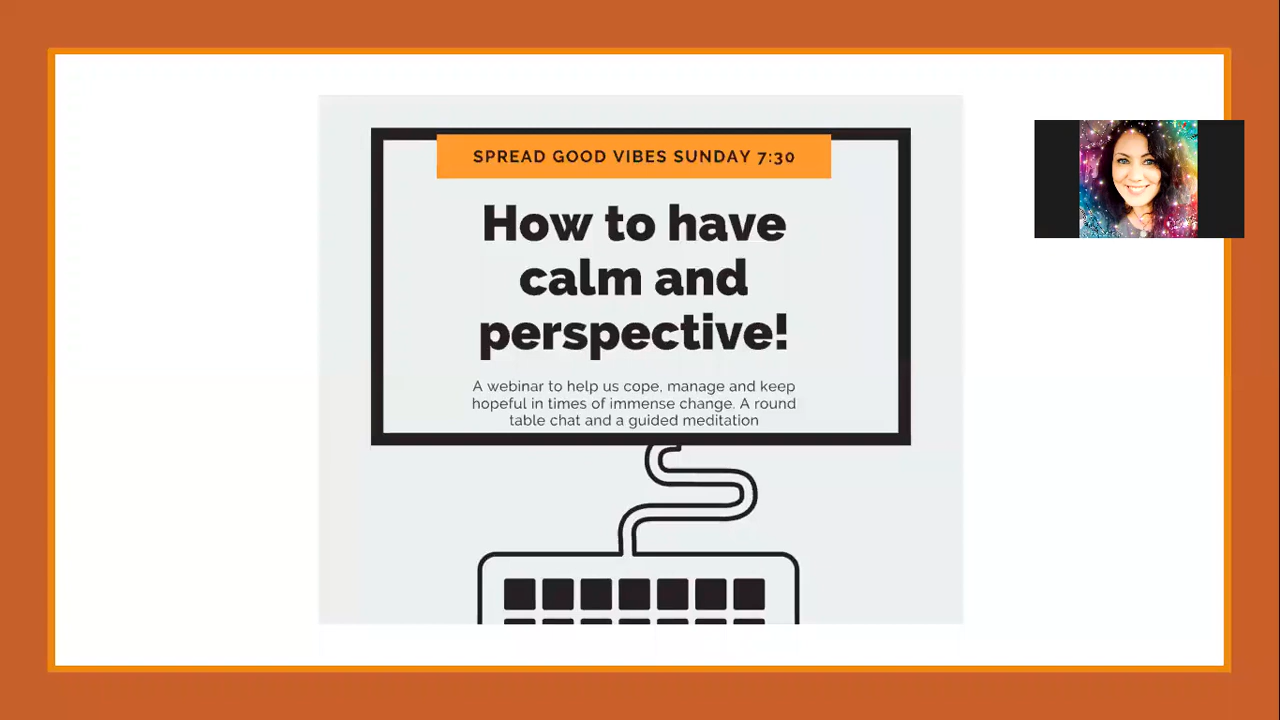 SPREAD GOOD VIBES SUNDAY 7:30
How to have
calm and
perspective!
A webinar to help us cope, manage and keep
hopeful in times of immense change. A round
table chat and a guided meditation